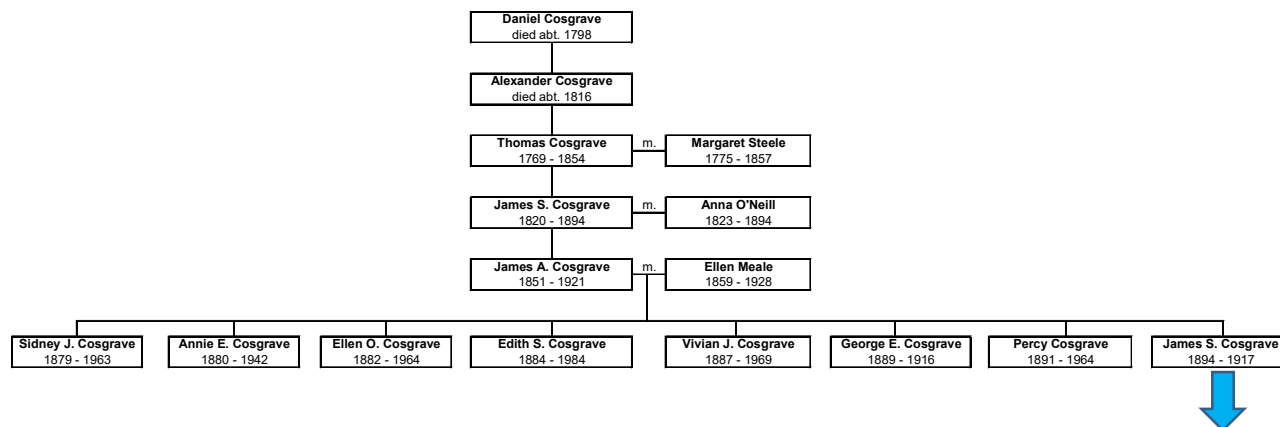 Daniel Cosgrave
died abt. 1798
Alexander Cosgrave
died abt. 1816
Thomas Cosgrave
1769 - 1854
m.
Margaret Steele
1775 - 1857
James S. Cosgrave
1820 - 1894
m.
Anna O'Neill
1823 - 1894
James A. Cosgrave
1851 - 1921
m.
Ellen Meale
1859 - 1928
Sidney J. Cosgrave
1879 - 1963
Annie E. Cosgrave
1880 - 1942
Ellen O. Cosgrave
1882 - 1964
Edith S. Cosgrave
1884 - 1984
Vivian J. Cosgrave
1887 - 1969
George E. Cosgrave
1889 - 1916
Percy Cosgrave
1891 - 1964
James S. Cosgrave
1894 - 1917